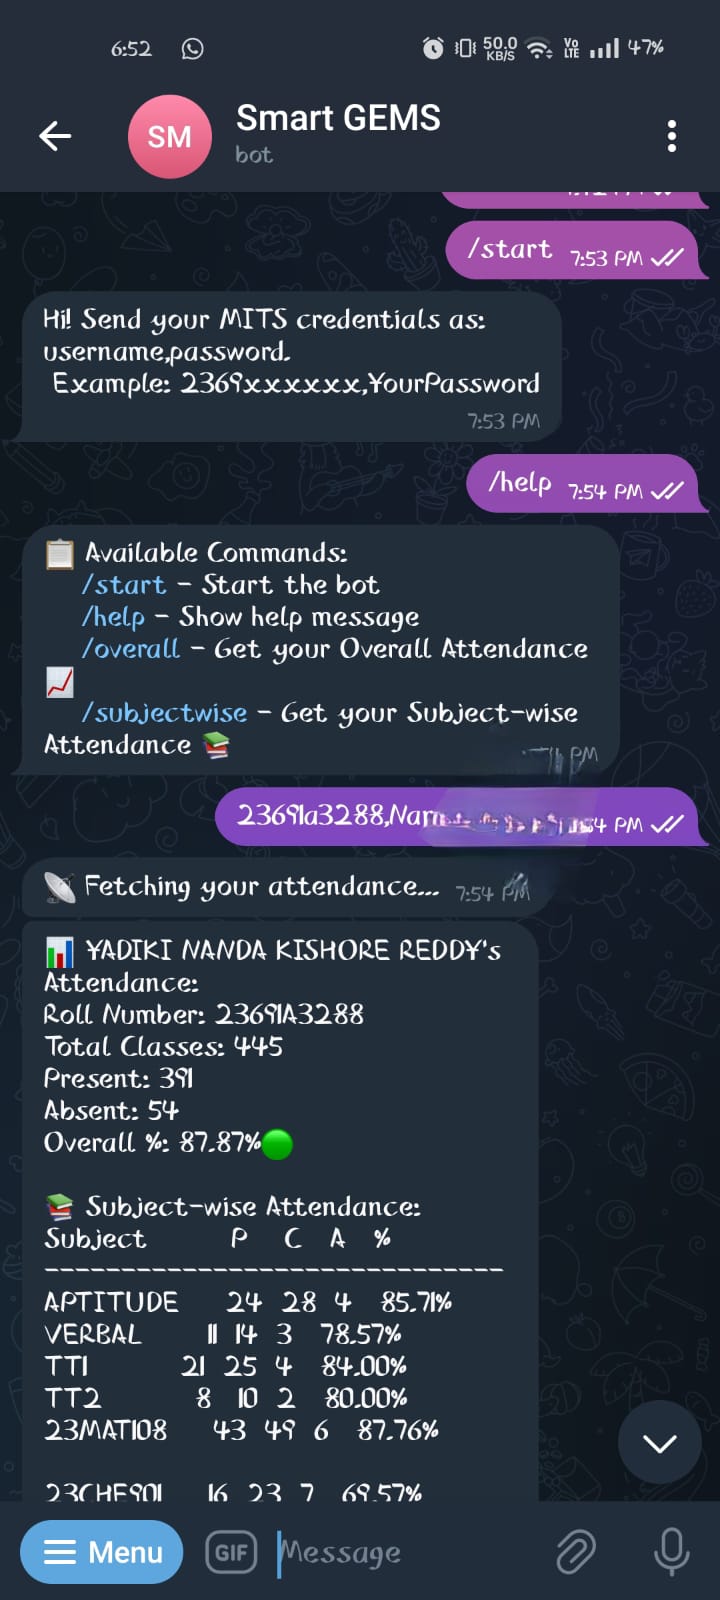 6:52 50.0 KB/S Vo LTE 47%
SM Smart GEMS
bot
/start 7:53 PM
Hi! Send your MITS credentials as:
username,password.
Example: 2369xxxxxx,YourPassword
7:53 PM
/help 7:54 PM
Available Commands:
/start – Start the bot
/help – Show help message
/overall – Get your Overall Attendance
/subjectwise – Get your Subject-wise
Attendance
PM
23691a3288, PM
Fetching your attendance... 7:54 PM
YADIKI NANDA KISHORE REDDY's
Attendance:
Roll Number: 23691A3288
Total Classes: 445
Present: 391
Absent: 54
Overall %: 87.87%
Subject-wise Attendance:
Subject P C A %
------------------------------
APTITUDE 24 28 4 85.71%
VERBAL 11 14 3 78.57%
TT1 21 25 4 84.00%
TT2 8 10 2 80.00%
23MAT108 43 49 6 87.76%
23CHE901 16 23 7 69.57%
Menu GIF Message